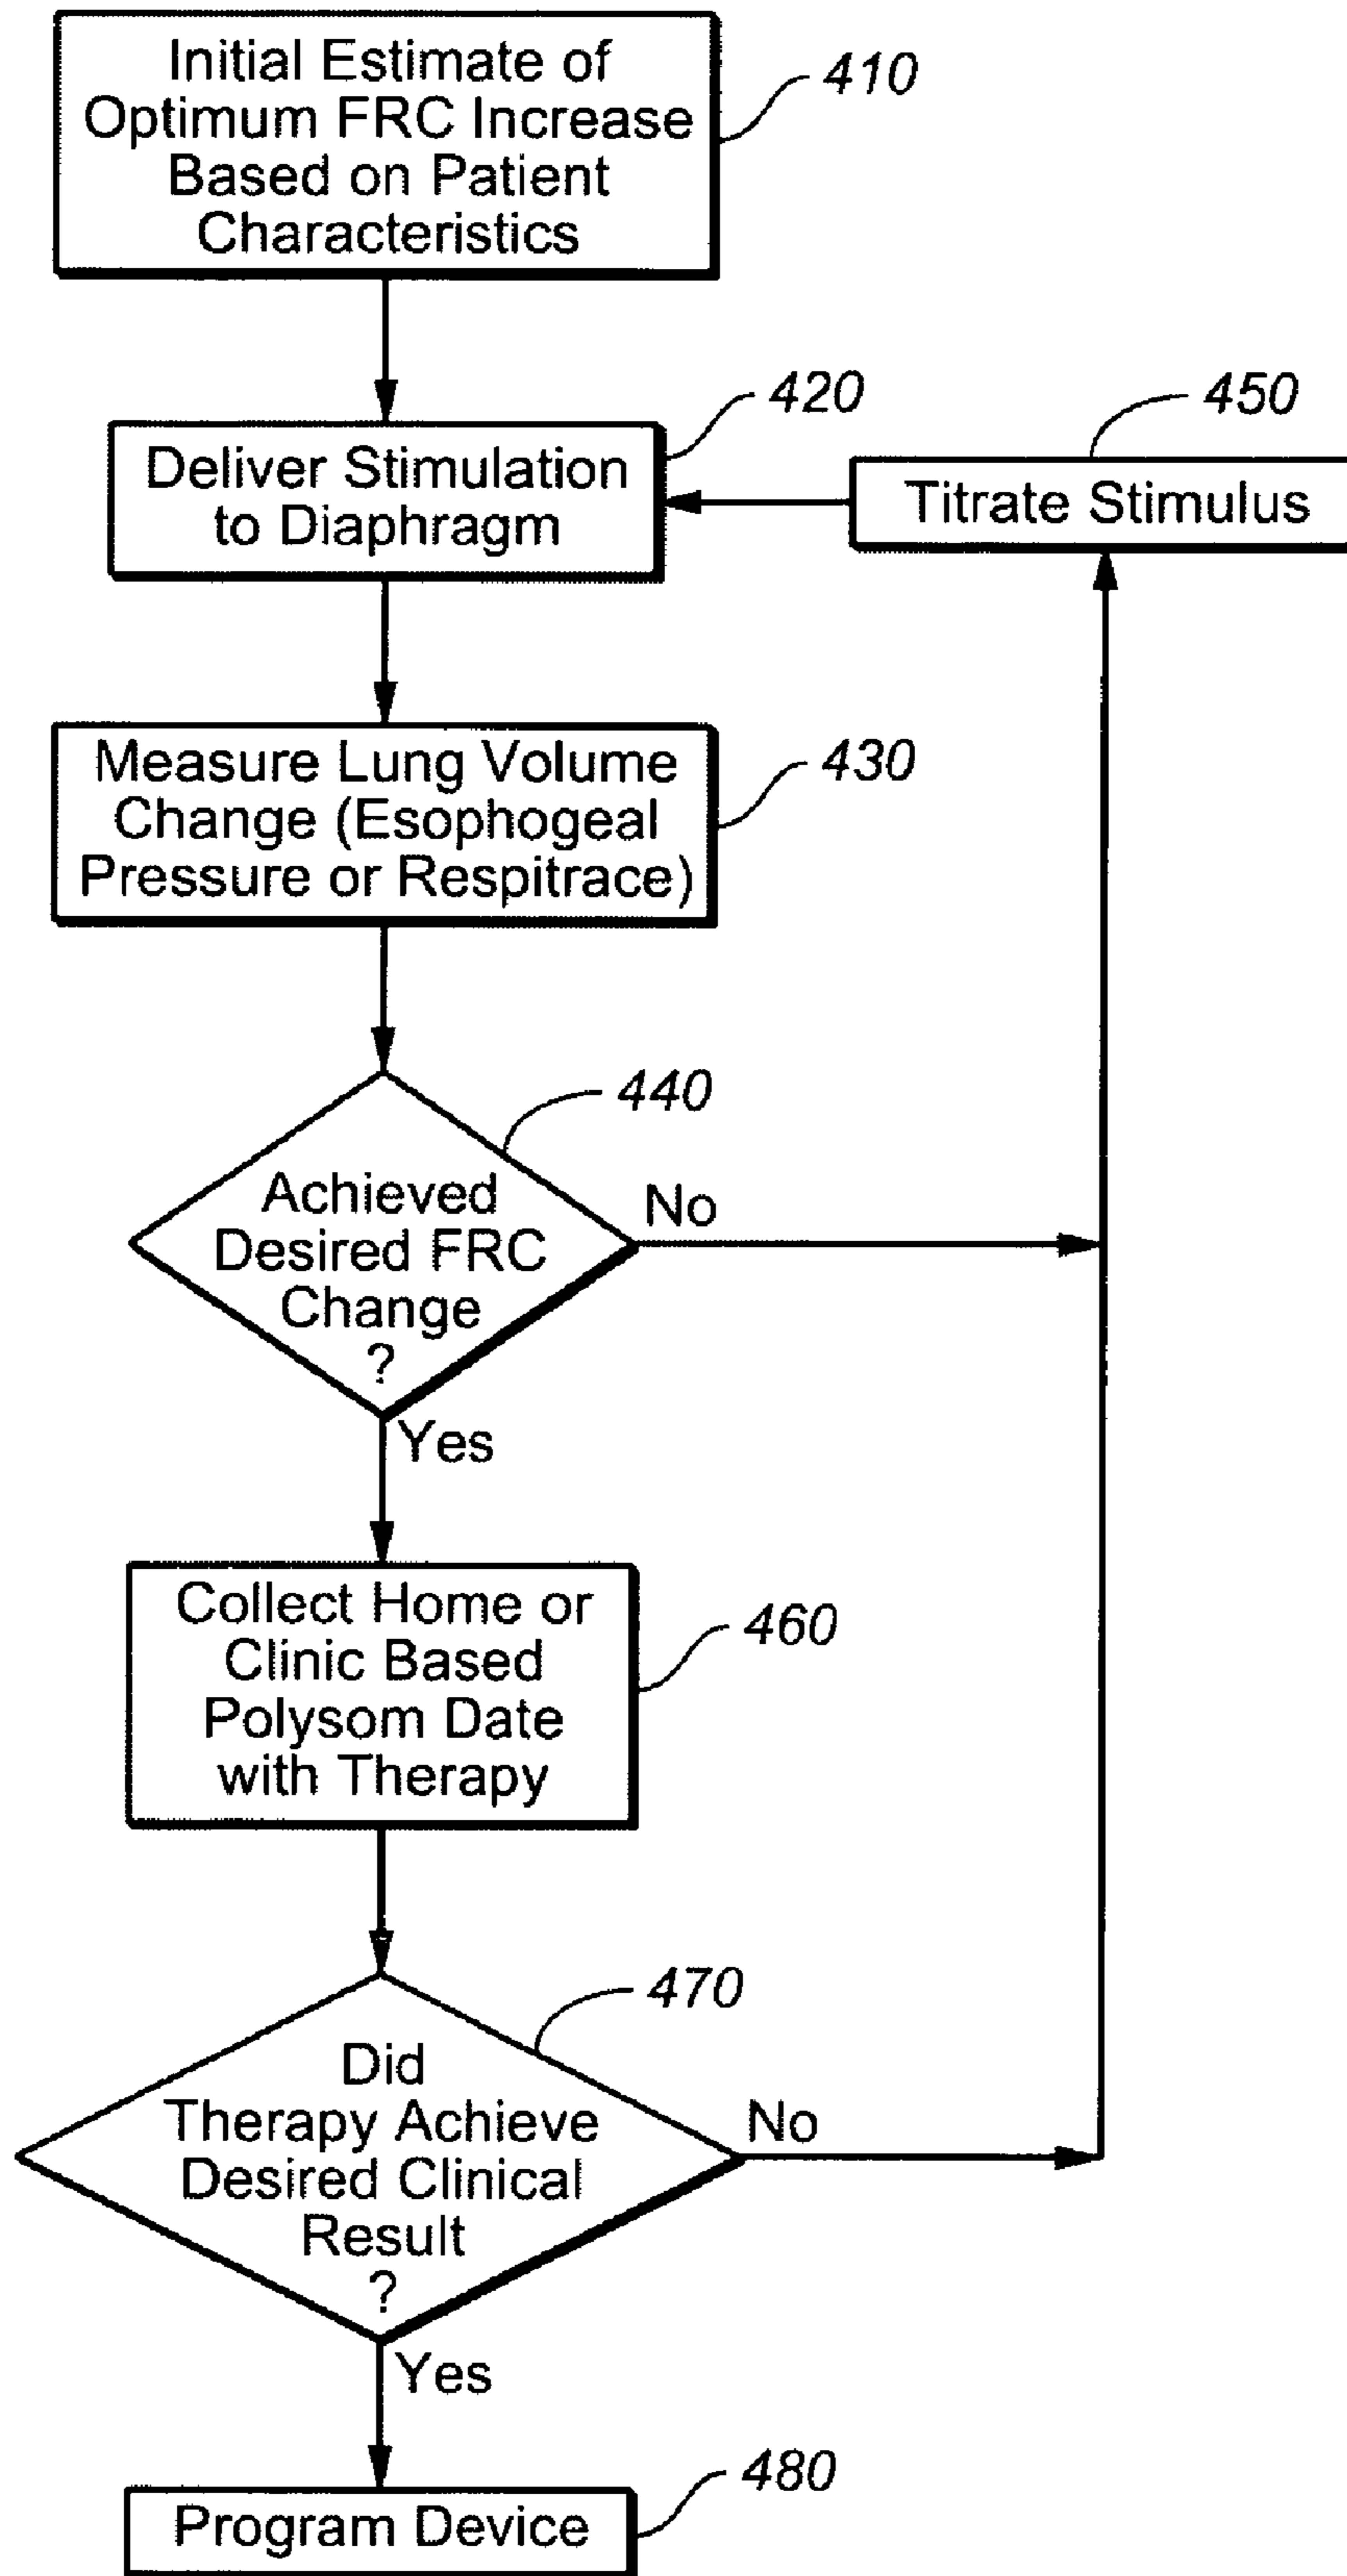 Initial Estimate of
Optimum FRC Increase
Based on Patient
Characteristics
410
Deliver Stimulation
to Diaphragm
420
Titrate Stimulus
450
Measure Lung Volume
Change (Esophogeal
Pressure or Respitrace)
430
Achieved
Desired FRC
Change
?
440
No
Yes
Collect Home or
Clinic Based
Polysom Date
with Therapy
460
Did
Therapy Achieve
Desired Clinical
Result
?
470
No
Yes
Program Device
480